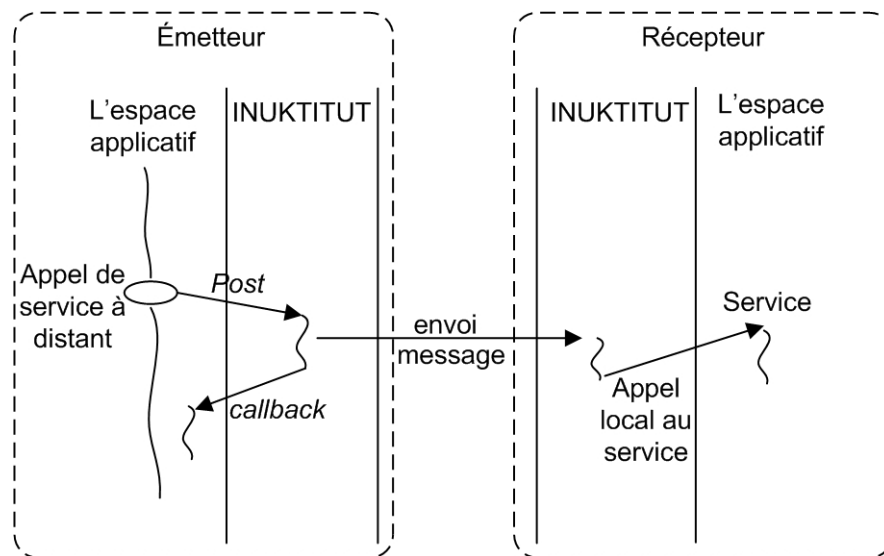 Émetteur
L'espace
applicatif
INUKTITUT
Appel de
service à
distant
Post
callback
envoi
message
Récepteur
INUKTITUT
L'espace
applicatif
Service
Appel
local au
service